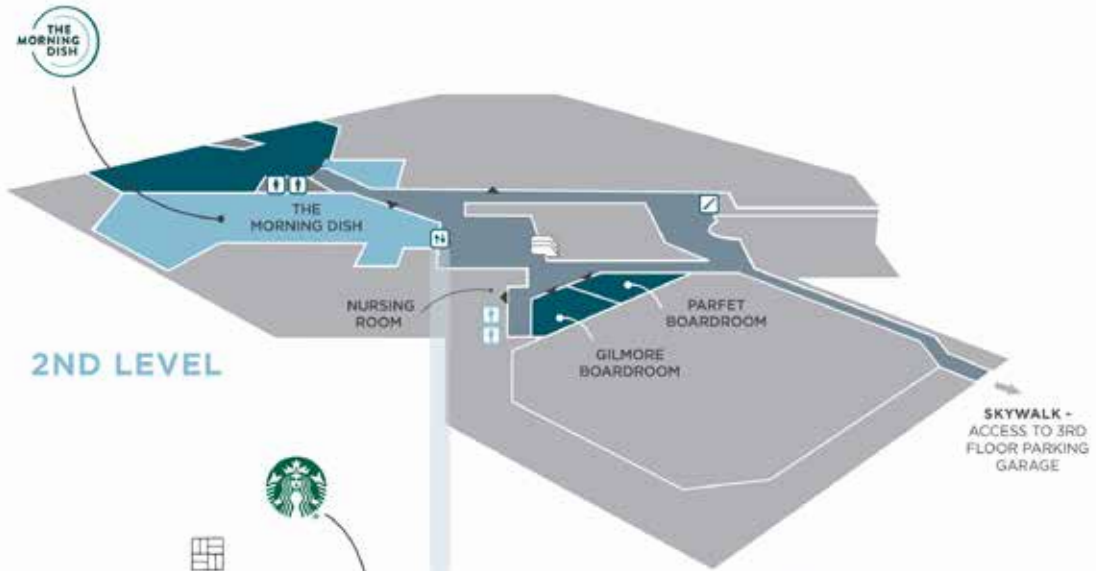 THE
MORNING
DISH
THE
MORNING DISH
NURSING
ROOM
PARFET
BOARDROOM
GILMORE
BOARDROOM
2ND LEVEL
SKYWALK -
ACCESS TO 3RD
FLOOR PARKING
GARAGE